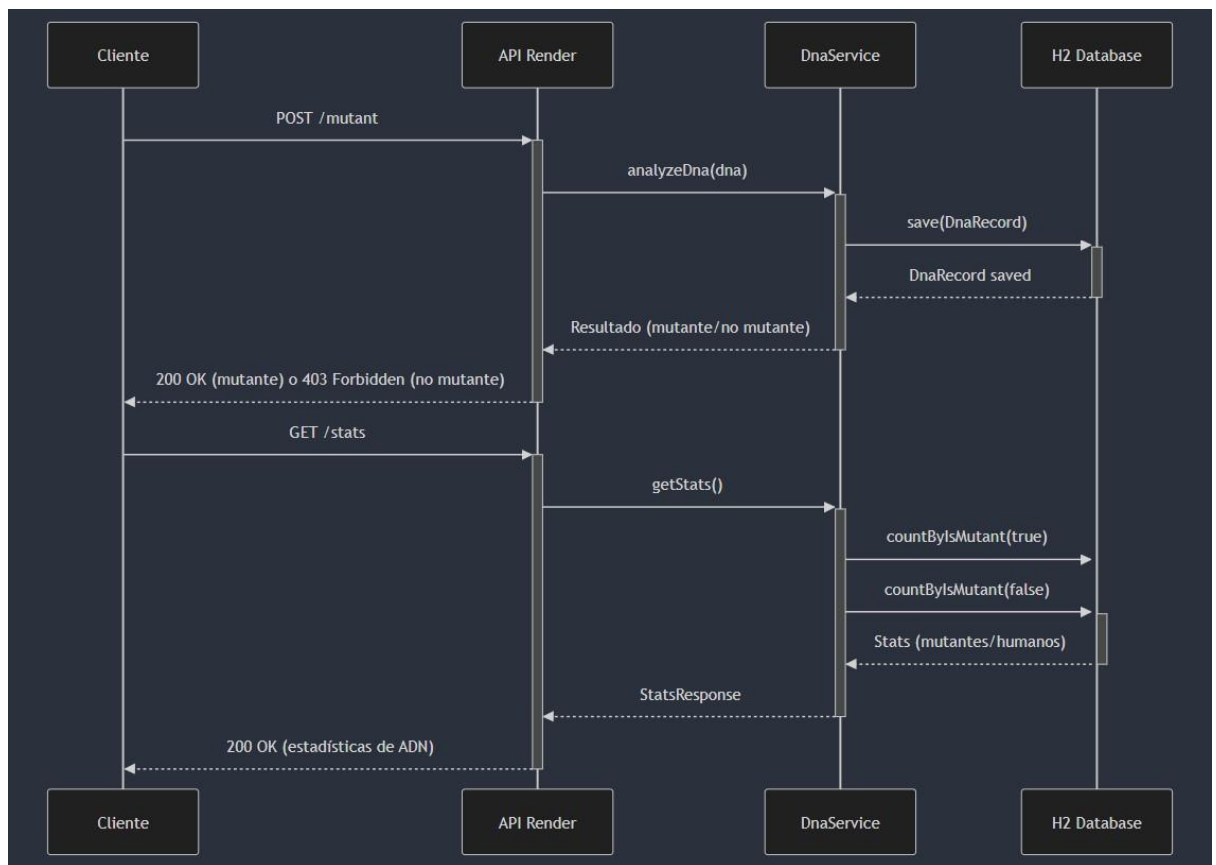 Cliente
API Render
DnaService
H2 Database
POST /mutant
analyzeDna(dna)
save(DnaRecord)
DnaRecord saved
Resultado (mutante/no mutante)
200 OK (mutante) o 403 Forbidden (no mutante)
GET /stats
getStats()
countByIsMutant(true)
countByIsMutant(false)
Stats (mutantes/humanos)
StatsResponse
200 OK (estadísticas de ADN)
Cliente
API Render
DnaService
H2 Database